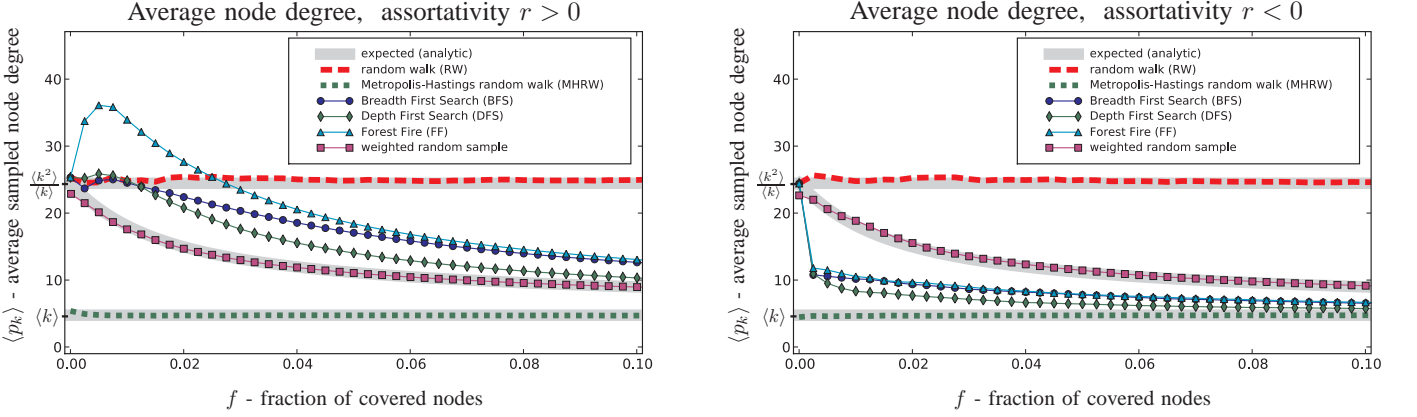 Average node degree, assortativity r > 0
⟨p_k⟩ - average sampled node degree
40
30
⟨k²⟩
⟨k⟩
20
10
⟨k⟩
0
expected (analytic)
random walk (RW)
Metropolis-Hastings random walk (MHRW)
Breadth First Search (BFS)
Depth First Search (DFS)
Forest Fire (FF)
weighted random sample
0.00 0.02 0.04 0.06 0.08 0.10
f - fraction of covered nodes
Average node degree, assortativity r < 0
⟨p_k⟩ - average sampled node degree
40
30
⟨k²⟩
⟨k⟩
20
10
⟨k⟩
0
expected (analytic)
random walk (RW)
Metropolis-Hastings random walk (MHRW)
Breadth First Search (BFS)
Depth First Search (DFS)
Forest Fire (FF)
weighted random sample
0.00 0.02 0.04 0.06 0.08 0.10
f - fraction of covered nodes